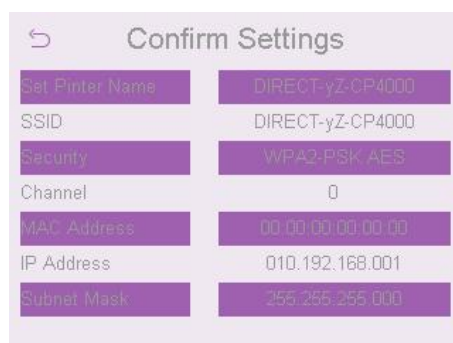 Confirm Settings
Set Pinter Name DIRECT-yZ-CP4000
SSID DIRECT-yZ-CP4000
Security WPA2-PSK AES
Channel 0
MAC Address 00:00:00:00:00:00
IP Address 010.192.168.001
Subnet Mask 255.255.255.000